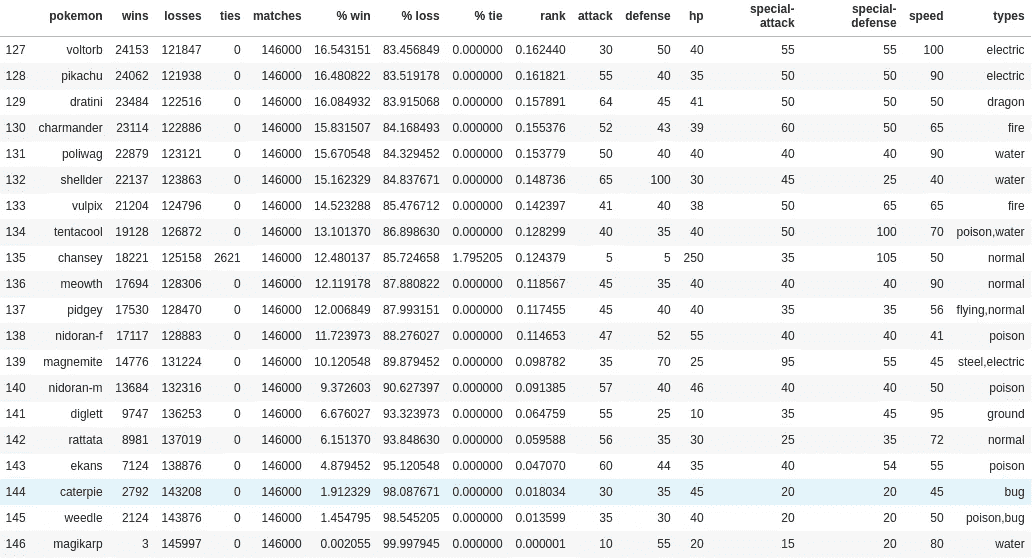 pokemon wins losses ties matches % win % loss % tie rank attack defense hp special-attack special-defense speed types
127 voltorb 24153 121847 0 146000 16.543151 83.456849 0.000000 0.162440 30 50 40 55 55 100 electric
128 pikachu 24062 121938 0 146000 16.480822 83.519178 0.000000 0.161821 55 40 35 50 50 90 electric
129 dratini 23484 122516 0 146000 16.084932 83.915068 0.000000 0.157891 64 45 41 50 50 50 dragon
130 charmander 23114 122886 0 146000 15.831507 84.168493 0.000000 0.155376 52 43 39 60 50 65 fire
131 poliwag 22879 123121 0 146000 15.670548 84.329452 0.000000 0.153779 50 40 40 40 40 90 water
132 shellder 22137 123863 0 146000 15.162329 84.837671 0.000000 0.148736 65 100 30 45 25 40 water
133 vulpix 21204 124796 0 146000 14.523288 85.476712 0.000000 0.142397 41 40 38 50 65 65 fire
134 tentacool 19128 126872 0 146000 13.101370 86.898630 0.000000 0.128299 40 35 40 50 100 70 poison,water
135 chansey 18221 125158 2621 146000 12.480137 85.724658 1.795205 0.124379 5 5 250 35 105 50 normal
136 meowth 17694 128306 0 146000 12.119178 87.880822 0.000000 0.118567 45 35 40 40 40 90 normal
137 pidgey 17530 128470 0 146000 12.006849 87.993151 0.000000 0.117455 45 40 40 35 35 56 flying,normal
138 nidoran-f 17117 128883 0 146000 11.723973 88.276027 0.000000 0.114653 47 52 55 40 40 41 poison
139 magnemite 14776 131224 0 146000 10.120548 89.879452 0.000000 0.098782 35 70 25 95 55 45 steel,electric
140 nidoran-m 13684 132316 0 146000 9.372603 90.627397 0.000000 0.091385 57 40 46 40 40 50 poison
141 diglett 9747 136253 0 146000 6.676027 93.323973 0.000000 0.064759 55 25 10 35 45 95 ground
142 rattata 8981 137019 0 146000 6.151370 93.848630 0.000000 0.059588 56 35 30 25 35 72 normal
143 ekans 7124 138876 0 146000 4.879452 95.120548 0.000000 0.047070 60 44 35 40 54 55 poison
144 caterpie 2792 143208 0 146000 1.912329 98.087671 0.000000 0.018034 30 35 45 20 20 45 bug
145 weedle 2124 143876 0 146000 1.454795 98.545205 0.000000 0.013599 35 30 40 20 20 50 poison,bug
146 magikarp 3 145997 0 146000 0.002055 99.997945 0.000000 0.000001 10 55 20 15 20 80 water